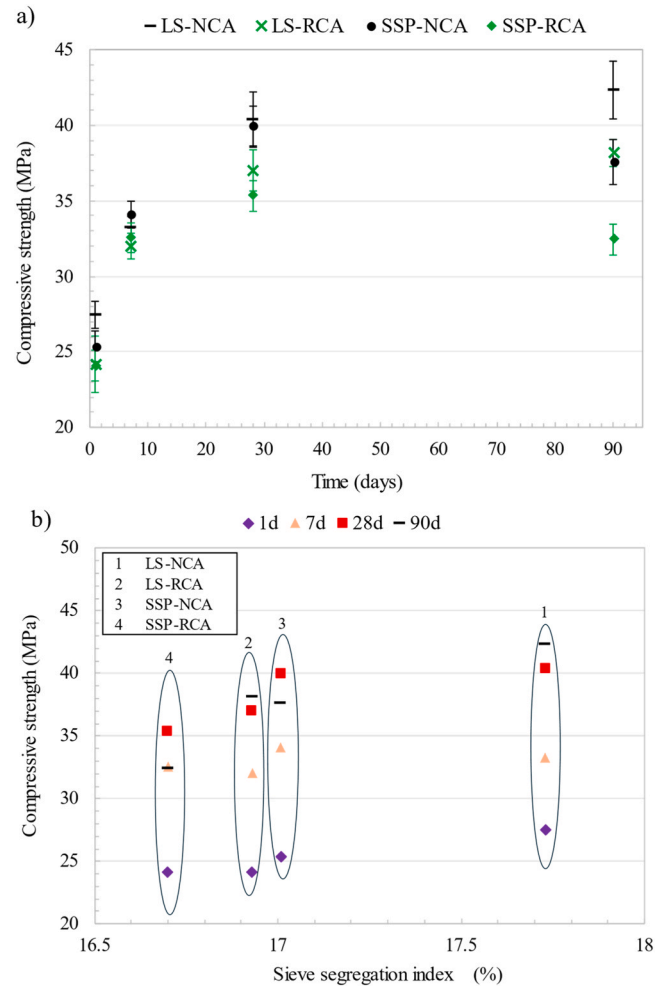 a)
LS-NCA LS-RCA SSP-NCA SSP-RCA
45
40
35
30
25
20
Compressive strength (MPa)
0 10 20 30 40 50 60 70 80 90
Time (days)
b)
1d 7d 28d 90d
50
45
40
35
30
25
20
Compressive strength (MPa)
1 LS-NCA
2 LS-RCA
3 SSP-NCA
4 SSP-RCA
4
2
3
1
16.5 17 17.5 18
Sieve segregation index (%)